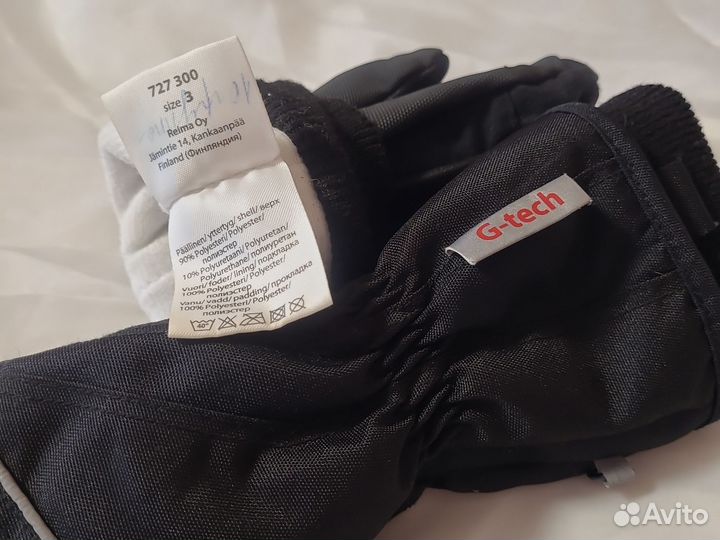 727 300
size 3
Reima Oy
Jämintie 14, Kankaanpää
Finland (Финляндия)
Päällinen/ yttertyg/ shell/ верх
90% Polyesteri/ Polyester/
полиэстер
10% Polyuretaani/ Polyuretan/
Polyurethane/ полиуретан
Vuori/ foder/ lining/ подкладка
100% Polyesteri/ Polyester/
полиэстер
Vanu/ vadd/ padding/ прокладка
100% Polyesteri/ Polyester/
полиэстер
40°
G-tech
Avito